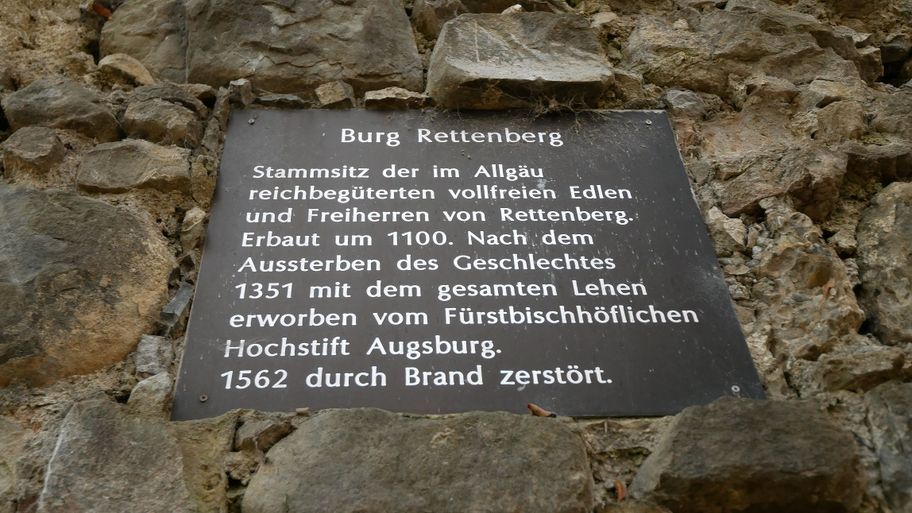 Burg Rettenberg
Stammsitz der im Allgäu
reichbegüterten vollfreien Edlen
und Freiherren von Rettenberg.
Erbaut um 1100. Nach dem
Aussterben des Geschlechtes
1351 mit dem gesamten Lehen
erworben vom Fürstbischhöflichen
Hochstift Augsburg.
1562 durch Brand zerstört.